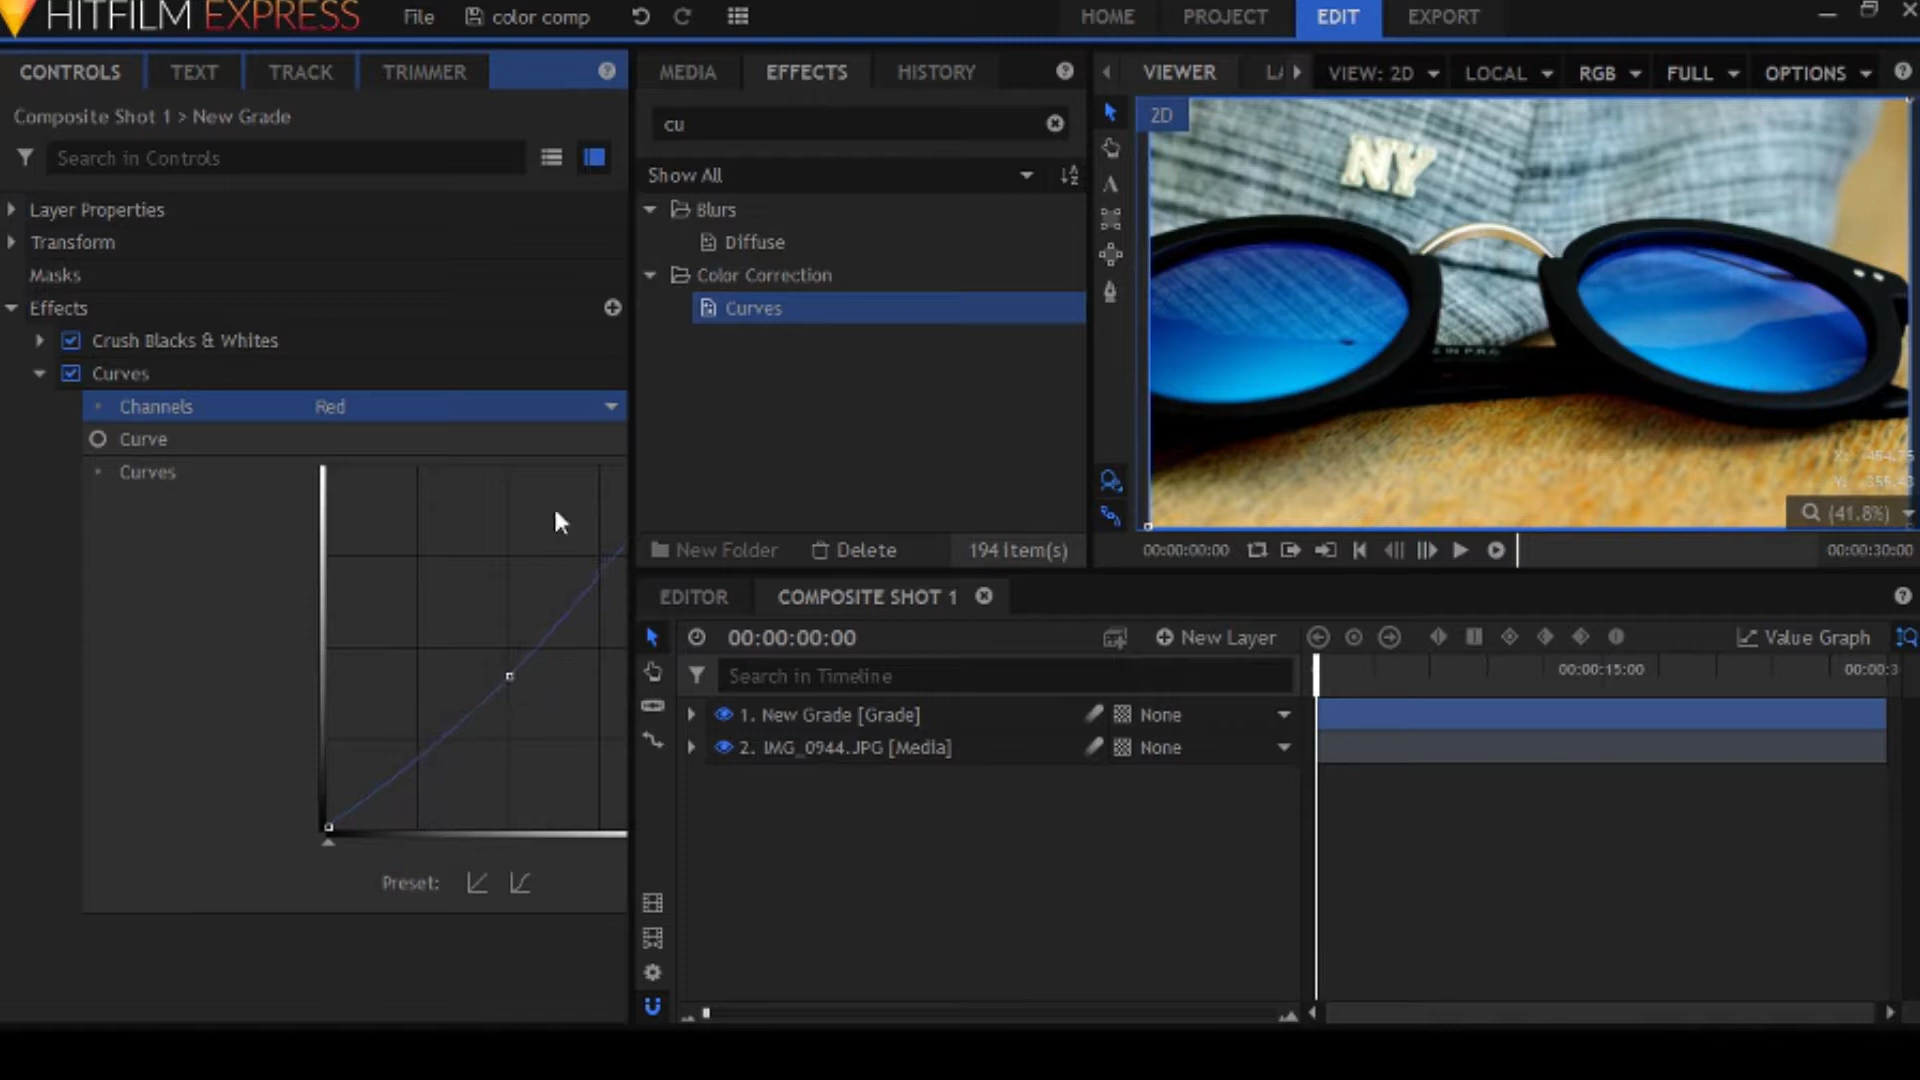 HITFILM EXPRESS
File
color comp
HOME
PROJECT
EDIT
EXPORT
CONTROLS
TEXT
TRACK
TRIMMER
Composite Shot 1 > New Grade
Search in Controls
Layer Properties
Transform
Masks
Effects
Crush Blacks & Whites
Curves
Channels Red
Curve
Curves
Preset:
MEDIA
EFFECTS
HISTORY
cu
Show All
Blurs
Diffuse
Color Correction
Curves
New Folder
Delete
194 Item(s)
VIEWER
VIEW: 2D
LOCAL
RGB
FULL
OPTIONS
2D
NY
X: -454.75
(41.8%)
00:00:00:00
00:00:30:00
EDITOR
COMPOSITE SHOT 1
00:00:00:00
New Layer
Value Graph
Search in Timeline
00:00:15:00
00:00:3
1. New Grade [Grade]
None
2. IMG_0944.JPG [Media]
None